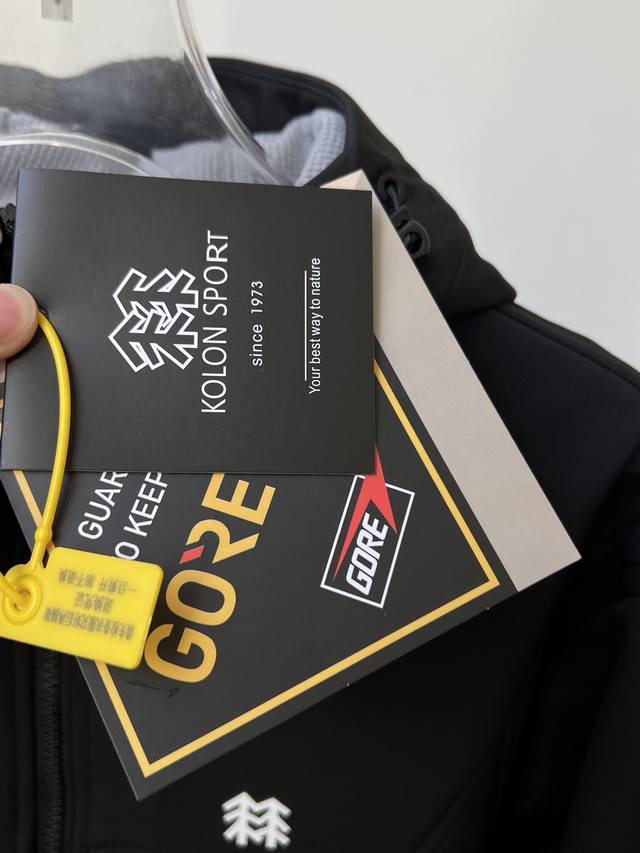 KOLON SPORT
since 1973
Your best way to nature
GUAR
O KEEP
GORE
GORE